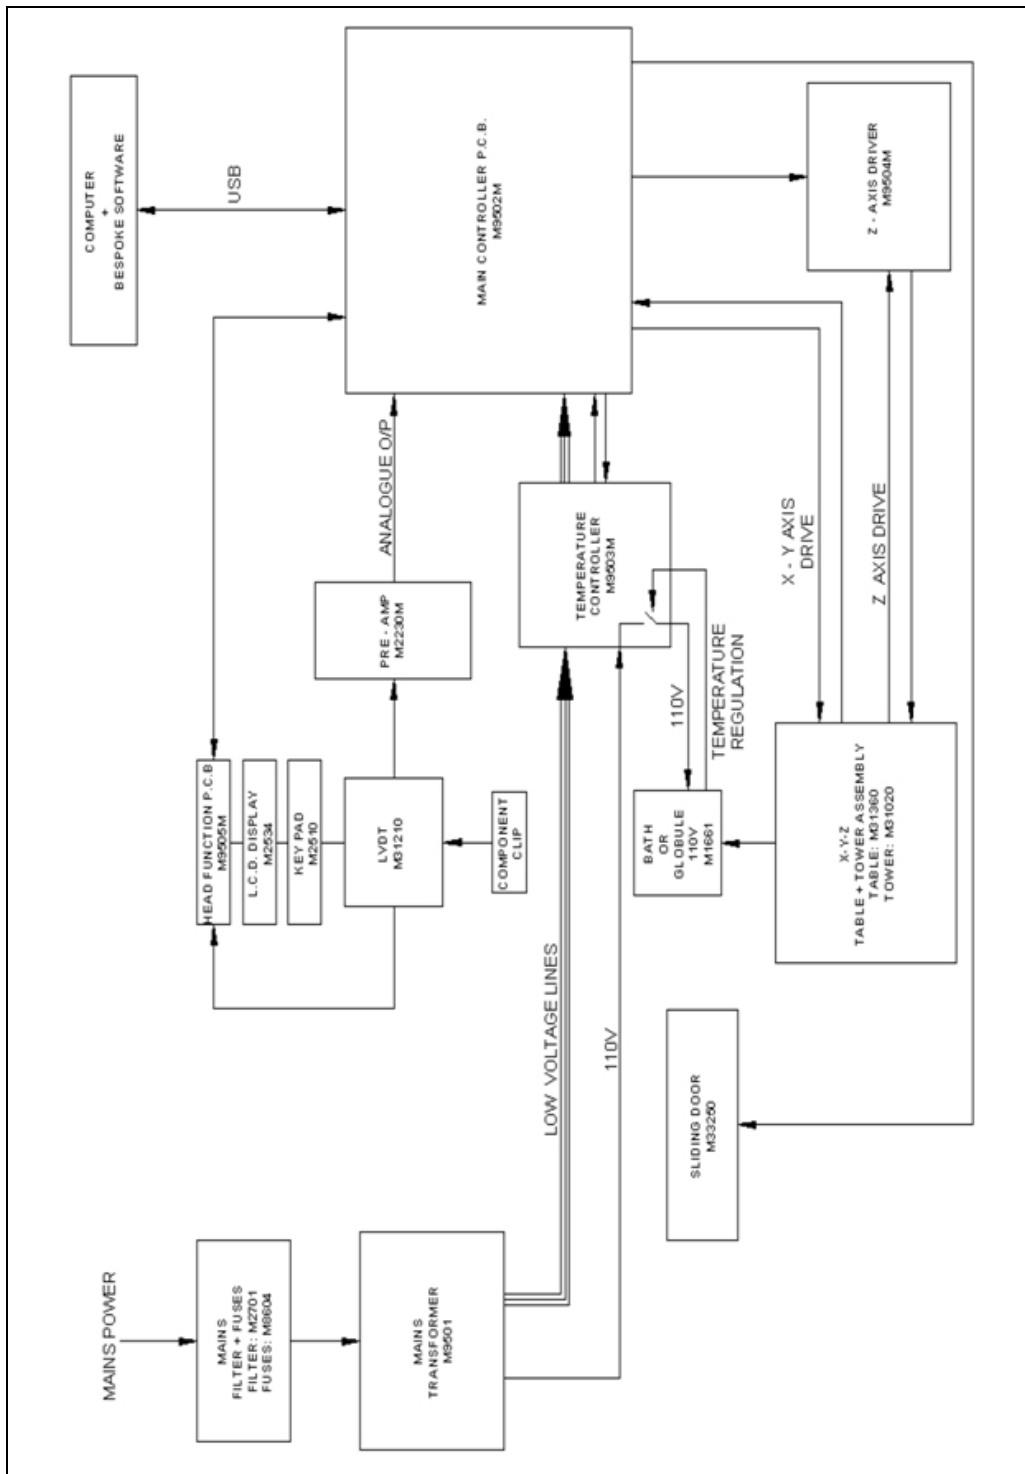 MAINS POWER
MAINS
FILTER + FUSES
FILTER: M2701
FUSES: M8604
MAINS
TRANSFORMER
M9501
LOW VOLTAGE LINES
110V
SLIDING DOOR
M33250
HEAD FUNCTION P.C.B
M9505M
L.C.D. DISPLAY
M2534
KEY PAD
M2510
LVDT
M31210
COMPONENT
CLIP
BATH
OR
GLOBULE
110V
M1661
X-Y-Z
TABLE + TOWER ASSEMBLY
TABLE: M31360
TOWER: M31020
PRE - AMP
M2230M
ANALOGUE O/P
TEMPERATURE
CONTROLLER
M9503M
110V
TEMPERATURE
REGULATION
X - Y AXIS
DRIVE
Z AXIS DRIVE
COMPUTER
+
BESPOKE SOFTWARE
USB
MAIN CONTROLLER P.C.B.
M9502M
Z - AXIS DRIVER
M9504M